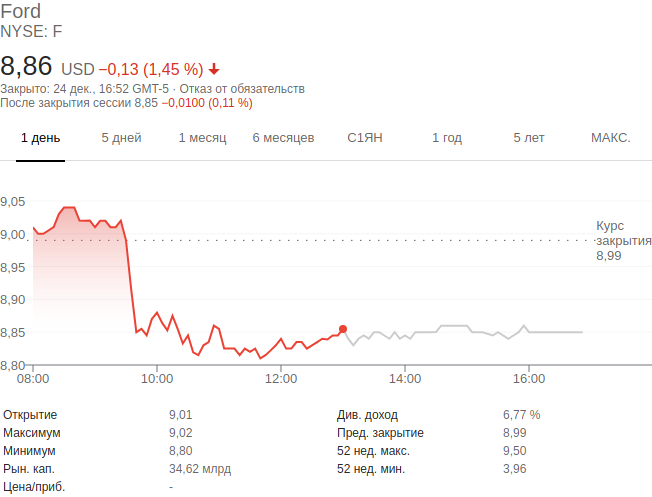 Ford
NYSE: F
8,86 USD −0,13 (1,45 %)
Закрыто: 24 дек., 16:52 GMT-5 · Отказ от обязательств
После закрытия сессии 8,85 −0,0100 (0,11 %)
1 день 5 дней 1 месяц 6 месяцев С1ЯН 1 год 5 лет МАКС.
9,05
9,00
8,95
8,90
8,85
8,80
Курс
закрытия
8,99
08:00 10:00 12:00 14:00 16:00
Открытие 9,01 Див. доход 6,77 %
Максимум 9,02 Пред. закрытие 8,99
Минимум 8,80 52 нед. макс. 9,50
Рын. кап. 34,62 млрд 52 нед. мин. 3,96
Цена/приб. -